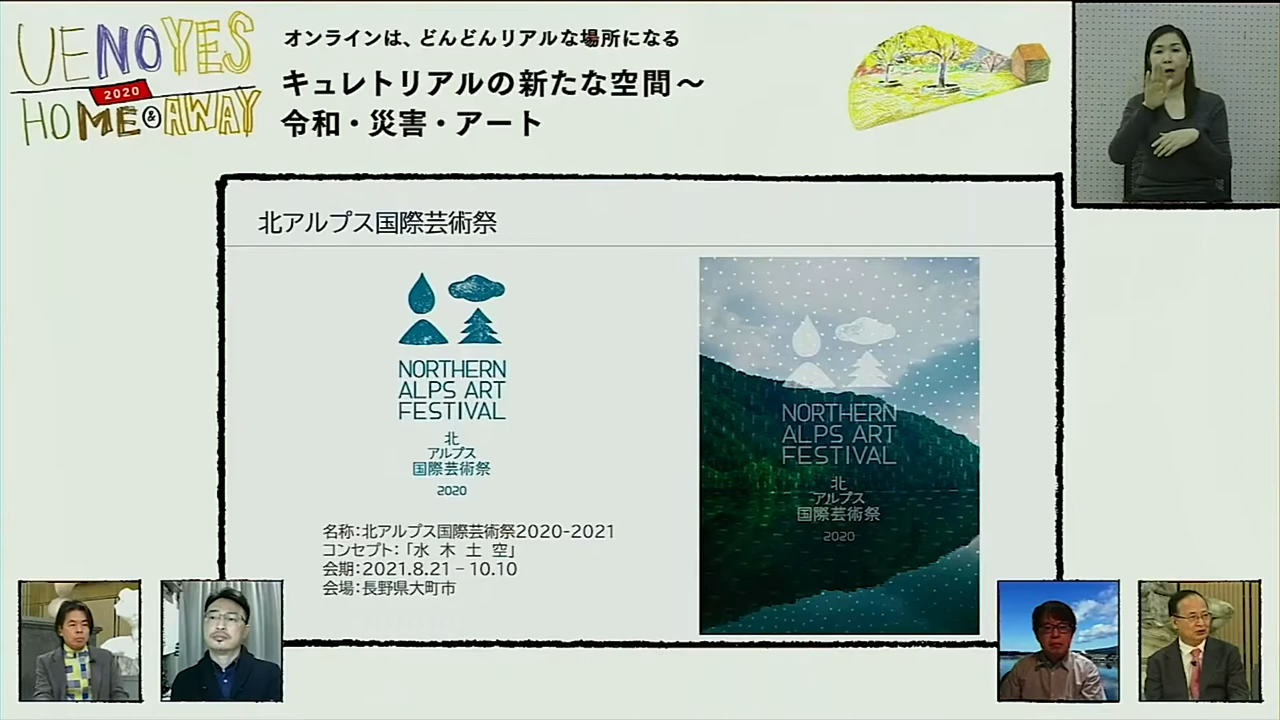 UENOYES
2020
HOME&AWAY
オンラインは、どんどんリアルな場所になる
キュレトリアルの新たな空間～
令和・災害・アート
北アルプス国際芸術祭
NORTHERN
ALPS ART
FESTIVAL
北
アルプス
国際芸術祭
2020
名称：北アルプス国際芸術祭2020-2021
コンセプト：「水 木 土 空」
会期：2021.8.21 – 10.10
会場：長野県大町市
NORTHERN
ALPS ART
FESTIVAL
北
アルプス
国際芸術祭
2020